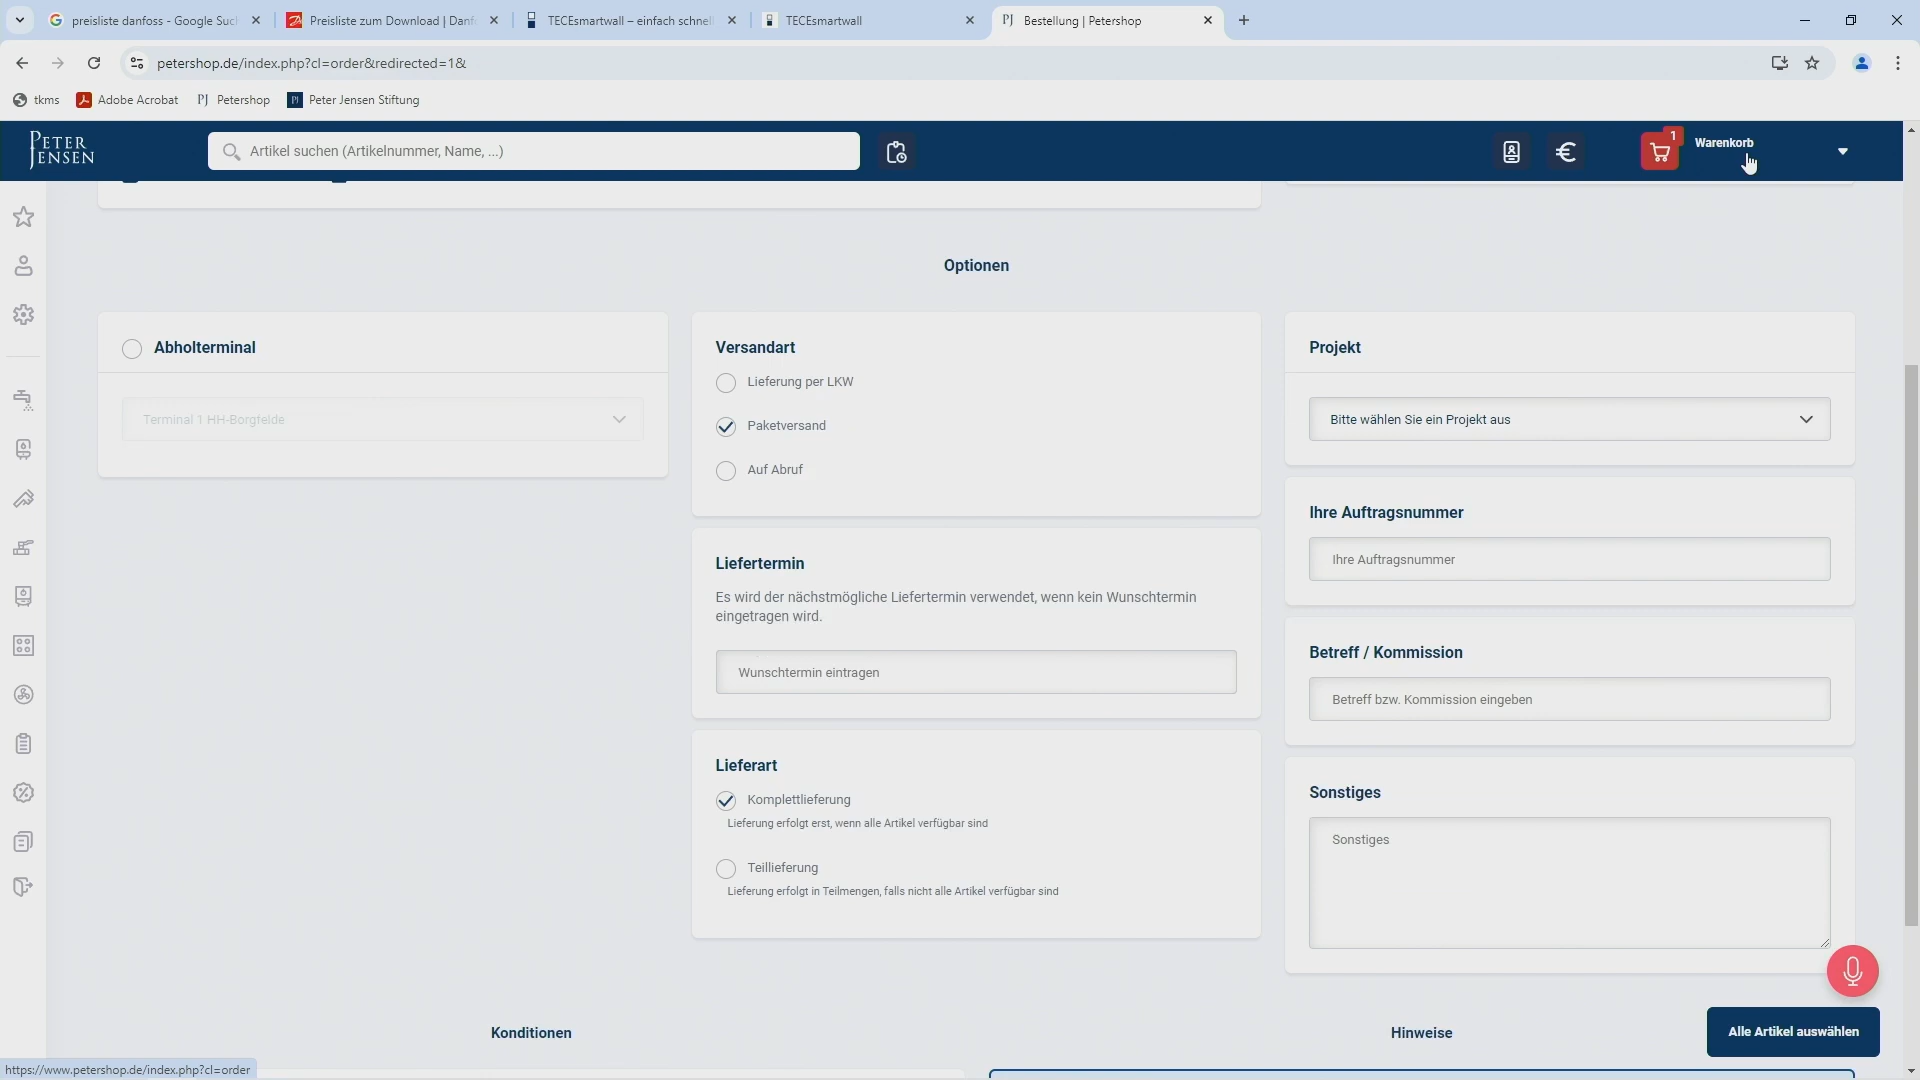 preisliste danfoss - Google Suc
Preisliste zum Download | Danf
TECEsmartwall – einfach schnell
TECEsmartwall
Bestellung | Petershop
petershop.de/index.php?cl=order&redirected=1&
tkms
Adobe Acrobat
PJ
Petershop
PJ
Peter Jensen Stiftung
PETER
JENSEN
Artikel suchen (Artikelnummer, Name, ...)
€
1
Warenkorb
Optionen
Abholterminal
Terminal 1 HH-Borgfelde
Versandart
Lieferung per LKW
Paketversand
Auf Abruf
Liefertermin
Es wird der nächstmögliche Liefertermin verwendet, wenn kein Wunschtermin
eingetragen wird.
Wunschtermin eintragen
Lieferart
Komplettlieferung
Lieferung erfolgt erst, wenn alle Artikel verfügbar sind
Teillieferung
Lieferung erfolgt in Teilmengen, falls nicht alle Artikel verfügbar sind
Projekt
Bitte wählen Sie ein Projekt aus
Ihre Auftragsnummer
Ihre Auftragsnummer
Betreff / Kommission
Betreff bzw. Kommission eingeben
Sonstiges
Sonstiges
Konditionen
Hinweise
Alle Artikel auswählen
https://www.petershop.de/index.php?cl=order